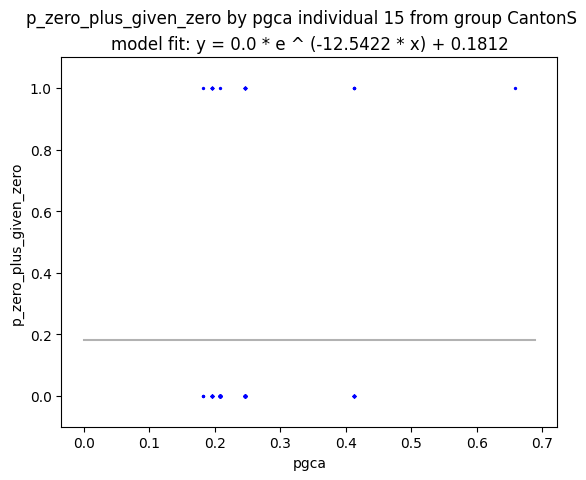 p_zero_plus_given_zero by pgca individual 15 from group CantonS
model fit: y = 0.0 * e ^ (-12.5422 * x) + 0.1812
1.0
0.8
0.6
0.4
0.2
0.0
p_zero_plus_given_zero
0.0 0.1 0.2 0.3 0.4 0.5 0.6 0.7
pgca